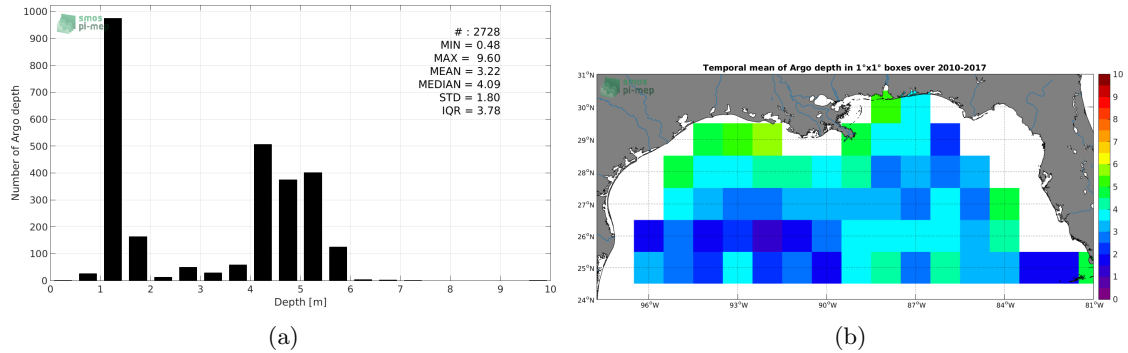 smos
pi-mep
# : 2728
MIN = 0.48
MAX = 9.60
MEAN = 3.22
MEDIAN = 4.09
STD = 1.80
IQR = 3.78
1000
900
800
700
600
500
400
300
200
100
0
Number of Argo depth
0 1 2 3 4 5 6 7 8 9 10
Depth [m]
(a)
Temporal mean of Argo depth in 1°x1° boxes over 2010-2017
smos
pi-mep
31°N
30°N
29°N
28°N
27°N
26°N
25°N
24°N
96°W 93°W 90°W 87°W 84°W 81°W
10
9
8
7
6
5
4
3
2
1
0
(b)